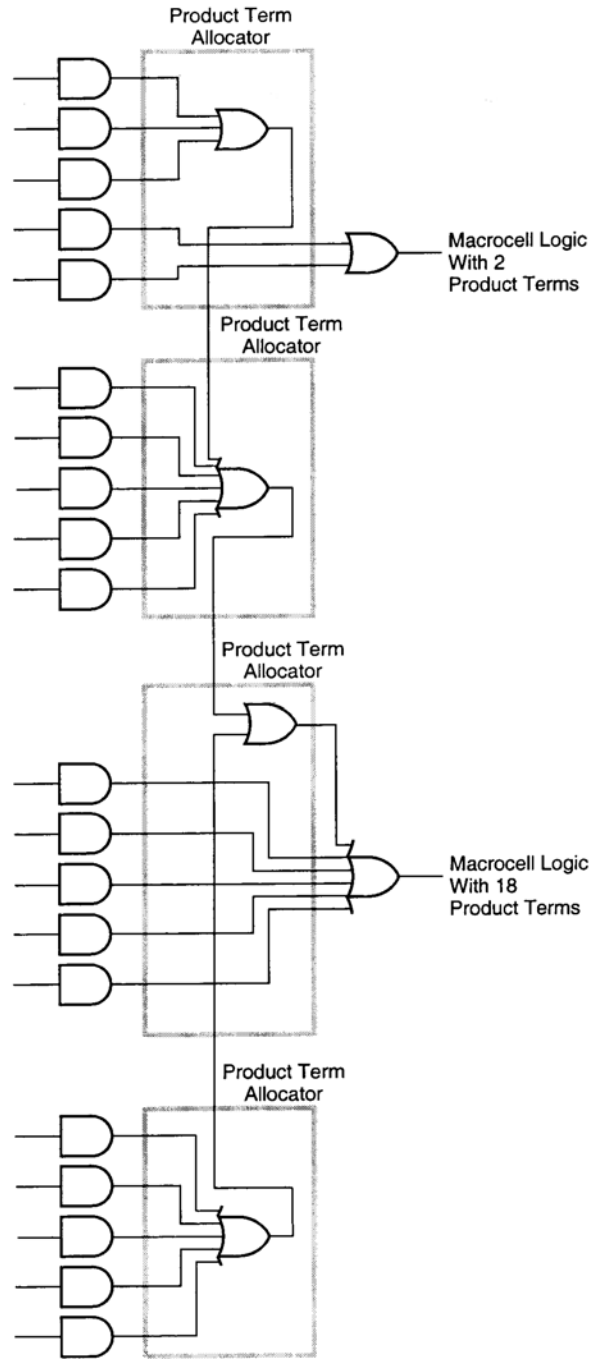 Product Term
Allocator
Macrocell Logic
With 2
Product Terms
Product Term
Allocator
Product Term
Allocator
Macrocell Logic
With 18
Product Terms
Product Term
Allocator